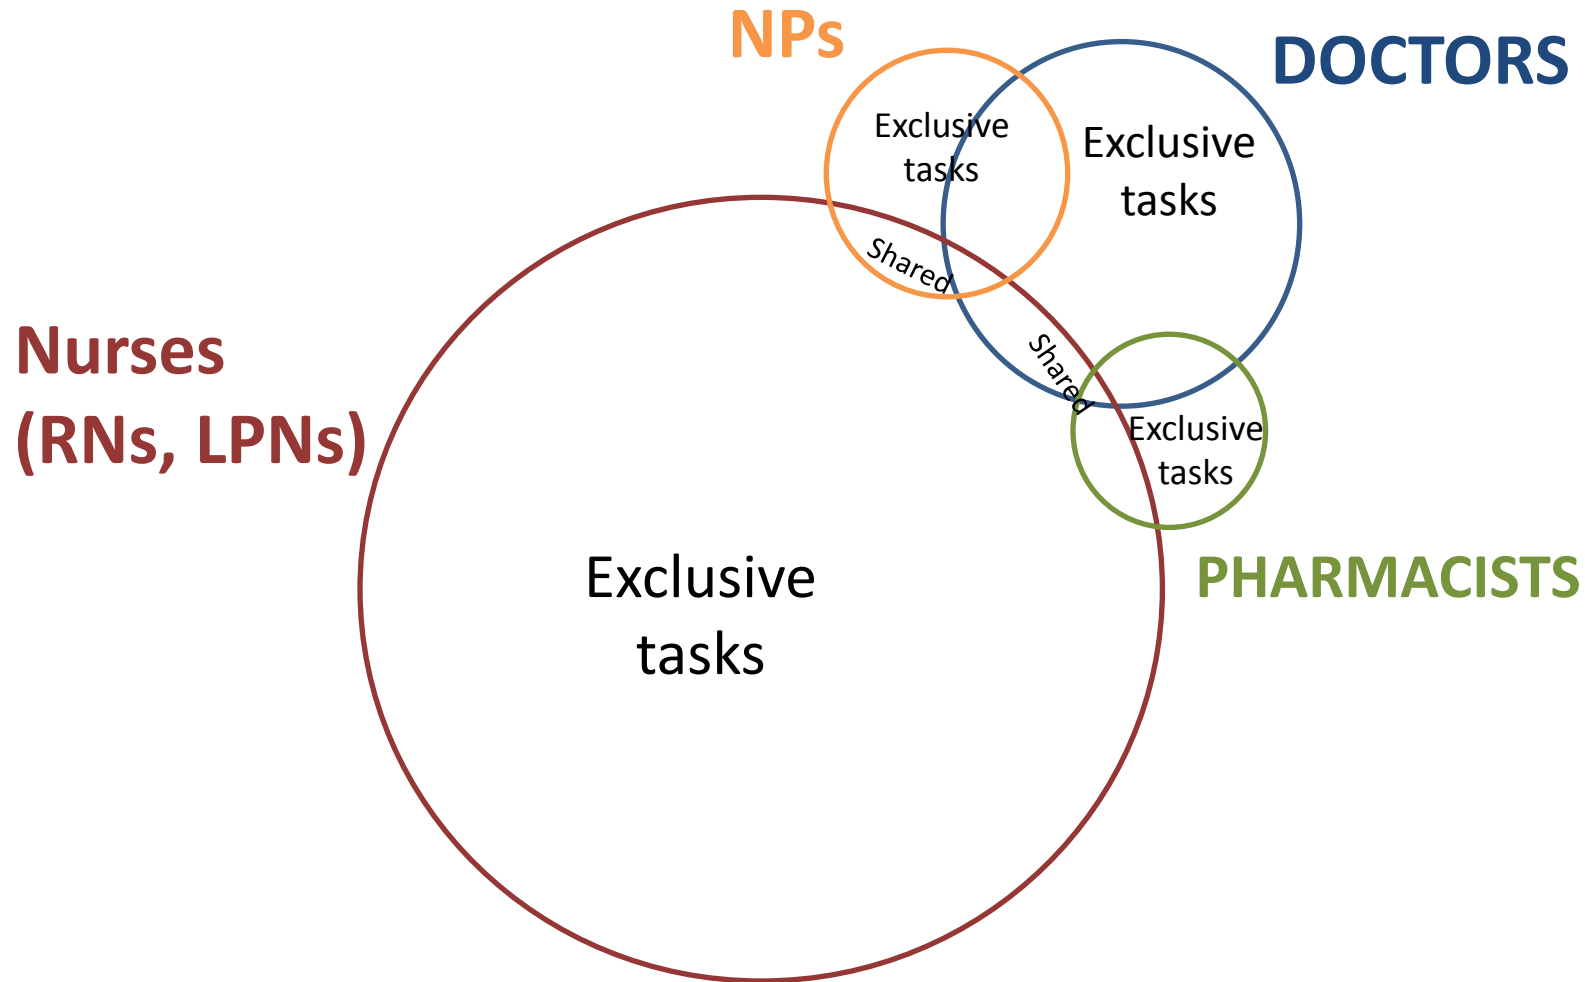 NPs
DOCTORS
Exclusive
tasks
Exclusive
tasks
Shared
Nurses
(RNs, LPNs)
Shared
Exclusive
tasks
PHARMACISTS
Exclusive
tasks